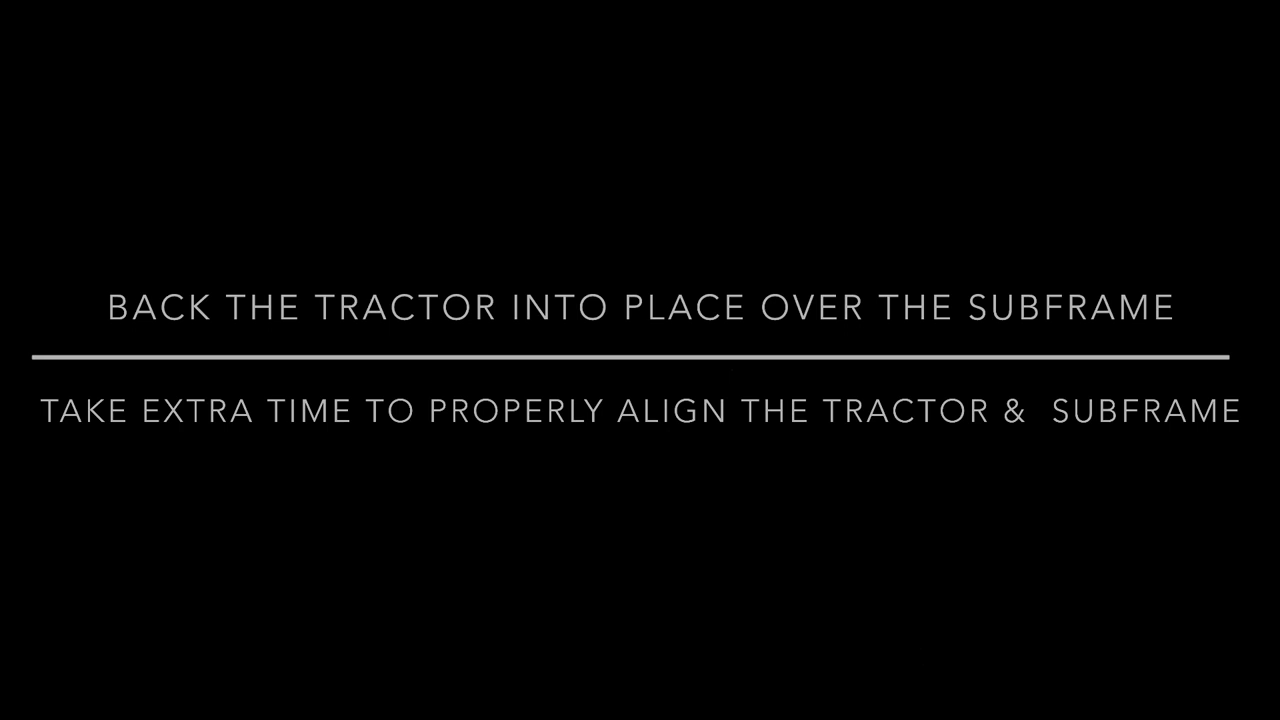 BACK THE TRACTOR INTO PLACE OVER THE SUBFRAME
TAKE EXTRA TIME TO PROPERLY ALIGN THE TRACTOR &  SUBFRAME